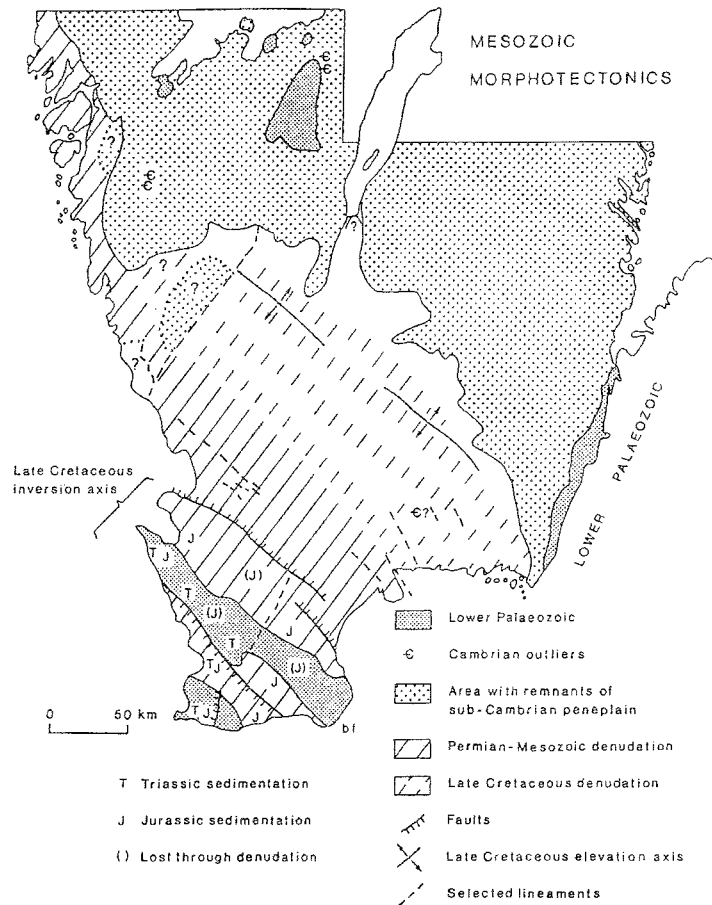 MESOZOIC
MORPHOTECTONICS
Є
Є
?
Є
Є
?
?
?
?
LOWER PALAEOZOIC
Late Cretaceous
inversion axis
Є?
J
T
J
(J)
T
(J)
J
T
(J)
T
J
J
T
J
J
bf
0 50 km
Lower Palaeozoic
Є Cambrian outliers
Area with remnants of
sub-Cambrian peneplain
Permian-Mesozoic denudation
Late Cretaceous denudation
Faults
Late Cretaceous elevation axis
Selected lineaments
T Triassic sedimentation
J Jurassic sedimentation
() Lost through denudation